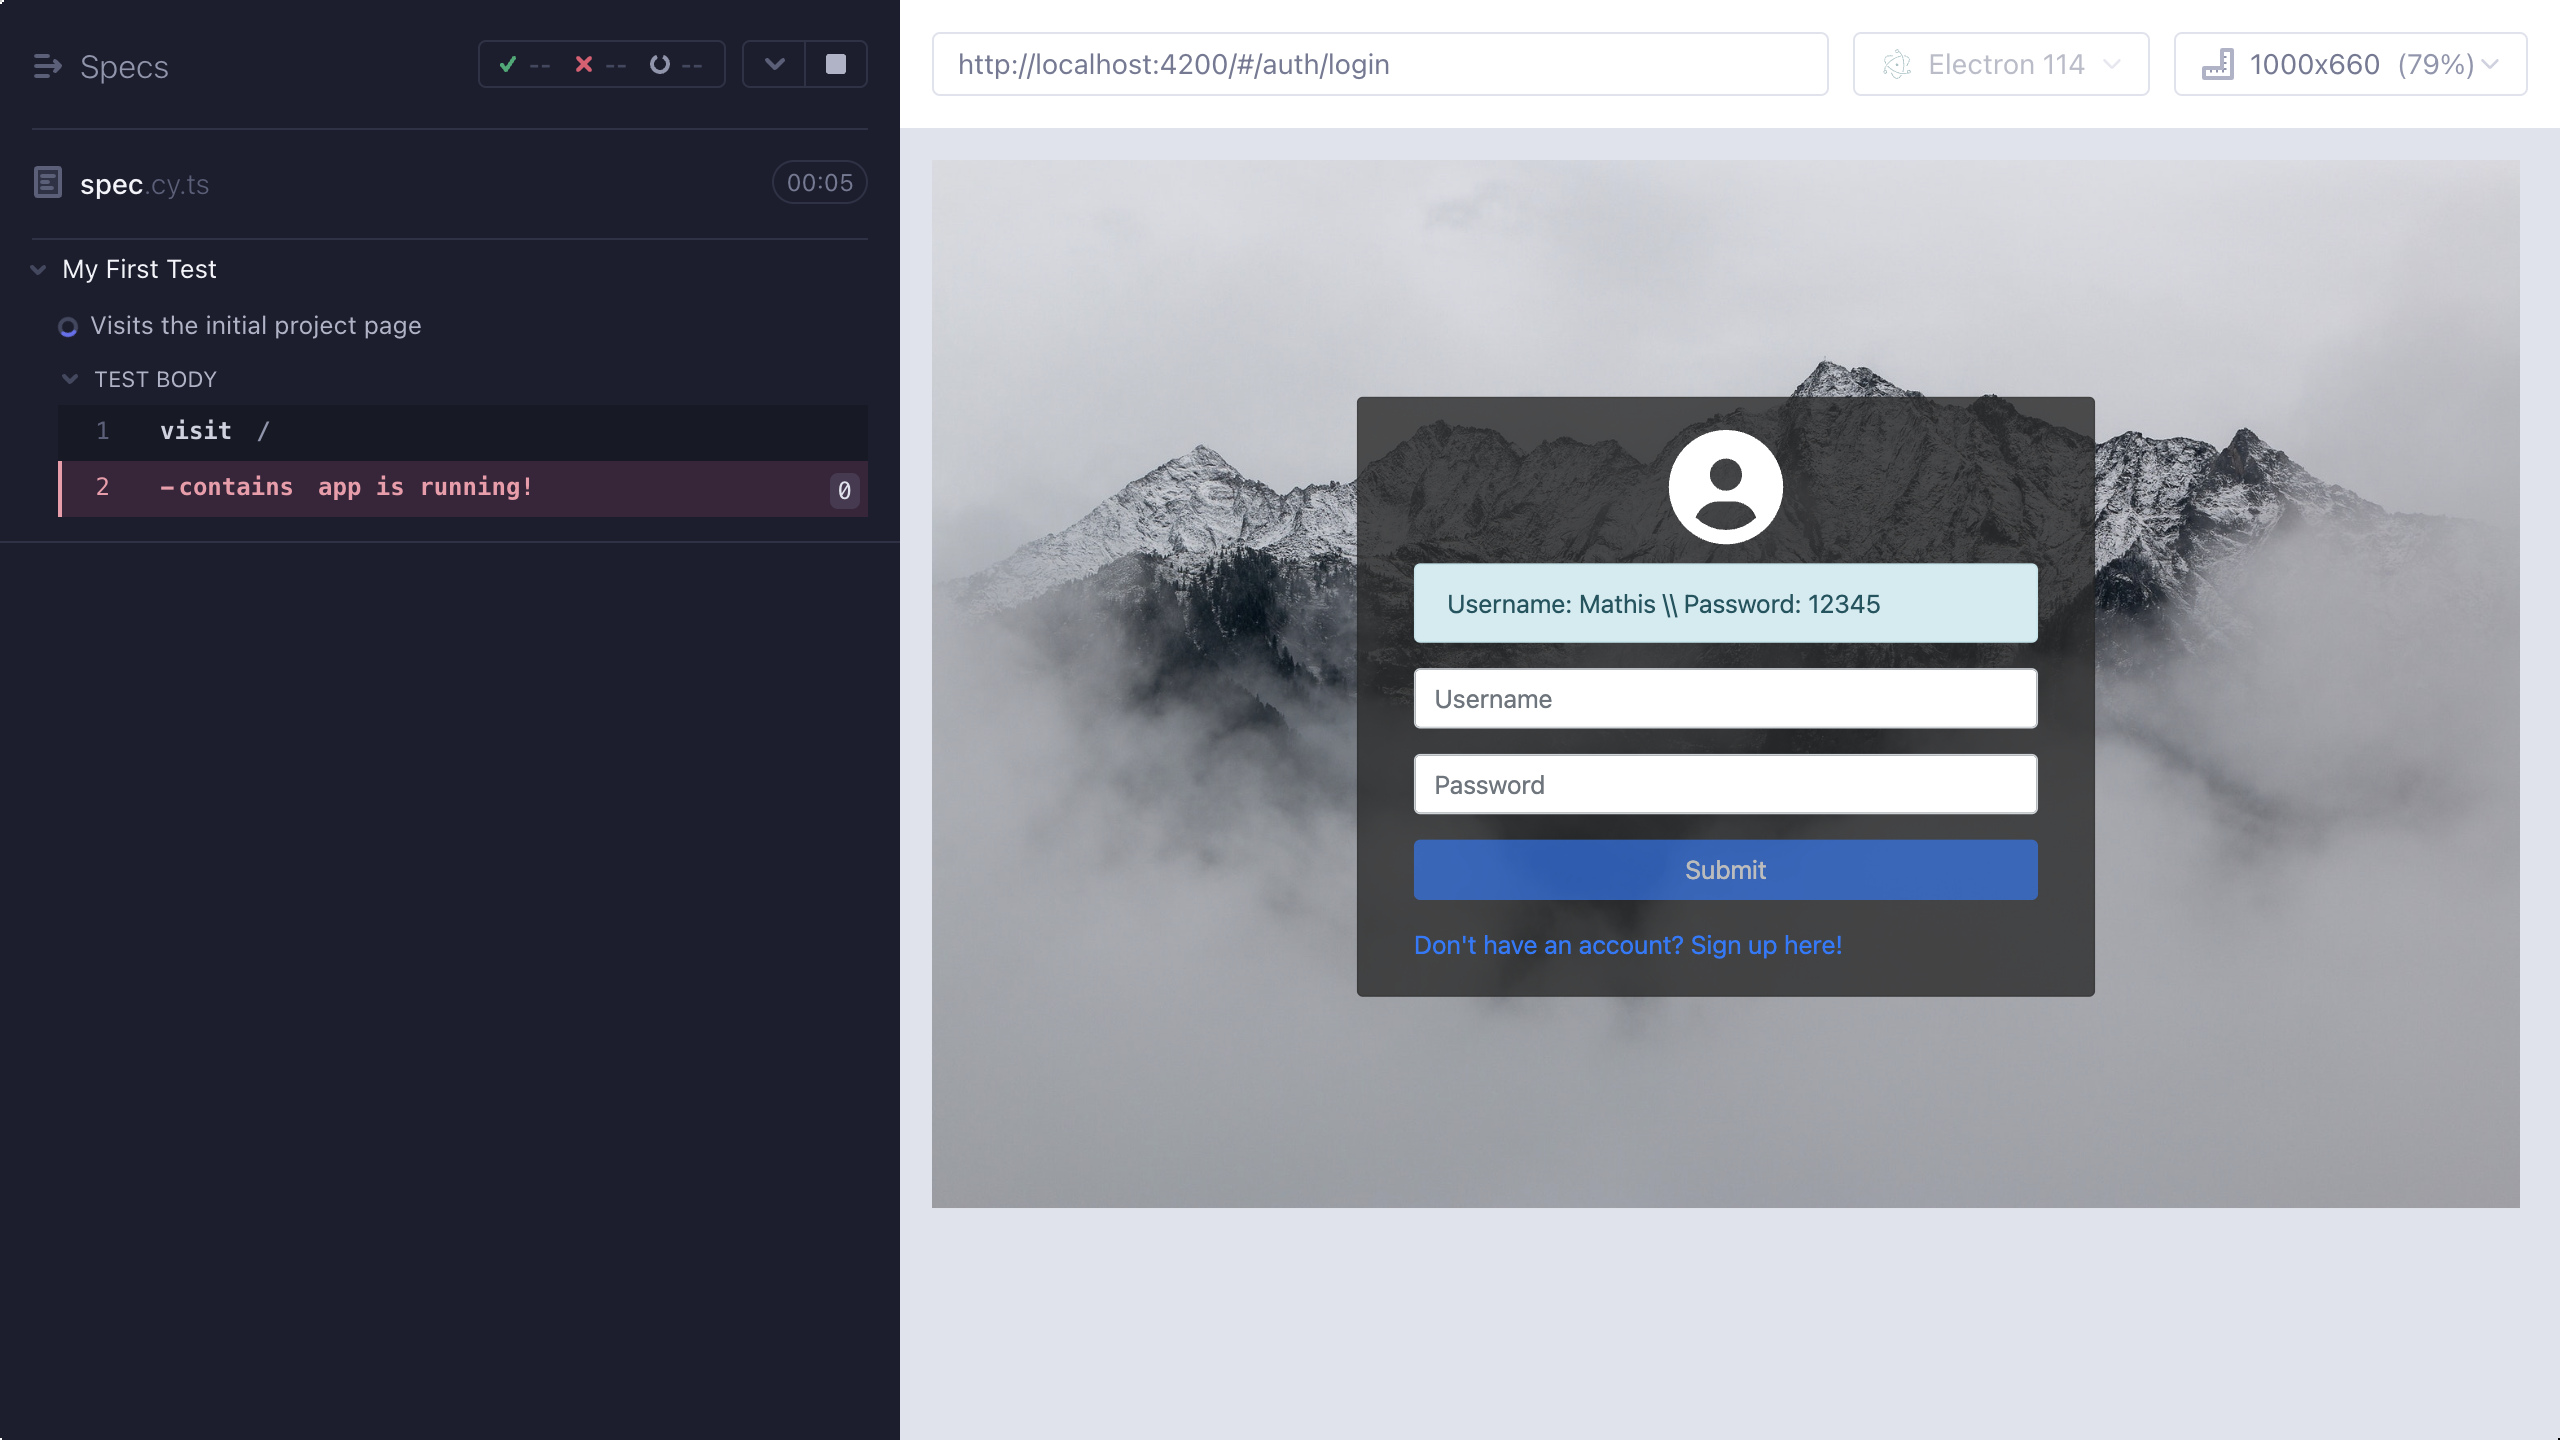 Specs
-- -- --
spec.cy.ts
00:05
My First Test
Visits the initial project page
TEST BODY
1 visit /
2 -contains app is running! 0
http://localhost:4200/#/auth/login
Electron 114
1000x660 (79%)
Username: Mathis \\ Password: 12345
Username
Password
Submit
Don't have an account? Sign up here!